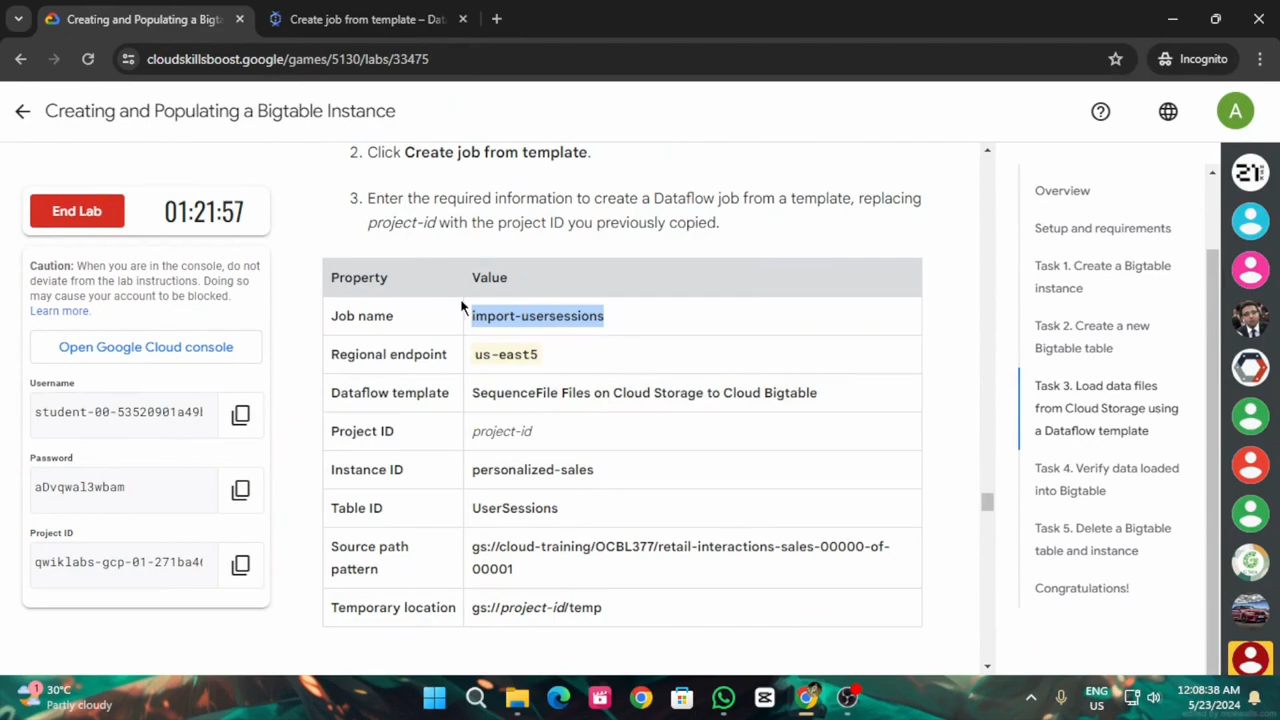 Creating and Populating a Bigta
Create job from template – Dat
cloudskillsboost.google/games/5130/labs/33475
Incognito
Creating and Populating a Bigtable Instance
A
End Lab
01:21:57
Caution: When you are in the console, do not
deviate from the lab instructions. Doing so
may cause your account to be blocked.
Learn more.
Open Google Cloud console
Username
student-00-53520901a49
Password
aDvqwal3wbam
Project ID
qwiklabs-gcp-01-271ba4
2. Click Create job from template.
3. Enter the required information to create a Dataflow job from a template, replacing
project-id with the project ID you previously copied.
Property Value
Job name import-usersessions
Regional endpoint us-east5
Dataflow template SequenceFile Files on Cloud Storage to Cloud Bigtable
Project ID project-id
Instance ID personalized-sales
Table ID UserSessions
Source path
pattern
gs://cloud-training/OCBL377/retail-interactions-sales-00000-of-
00001
Temporary location gs://project-id/temp
Overview
Setup and requirements
Task 1. Create a Bigtable
instance
Task 2. Create a new
Bigtable table
Task 3. Load data files
from Cloud Storage using
a Dataflow template
Task 4. Verify data loaded
into Bigtable
Task 5. Delete a Bigtable
table and instance
Congratulations!
1
30°C
Partly cloudy
ENG
US
12:08:38 AM
5/23/2024